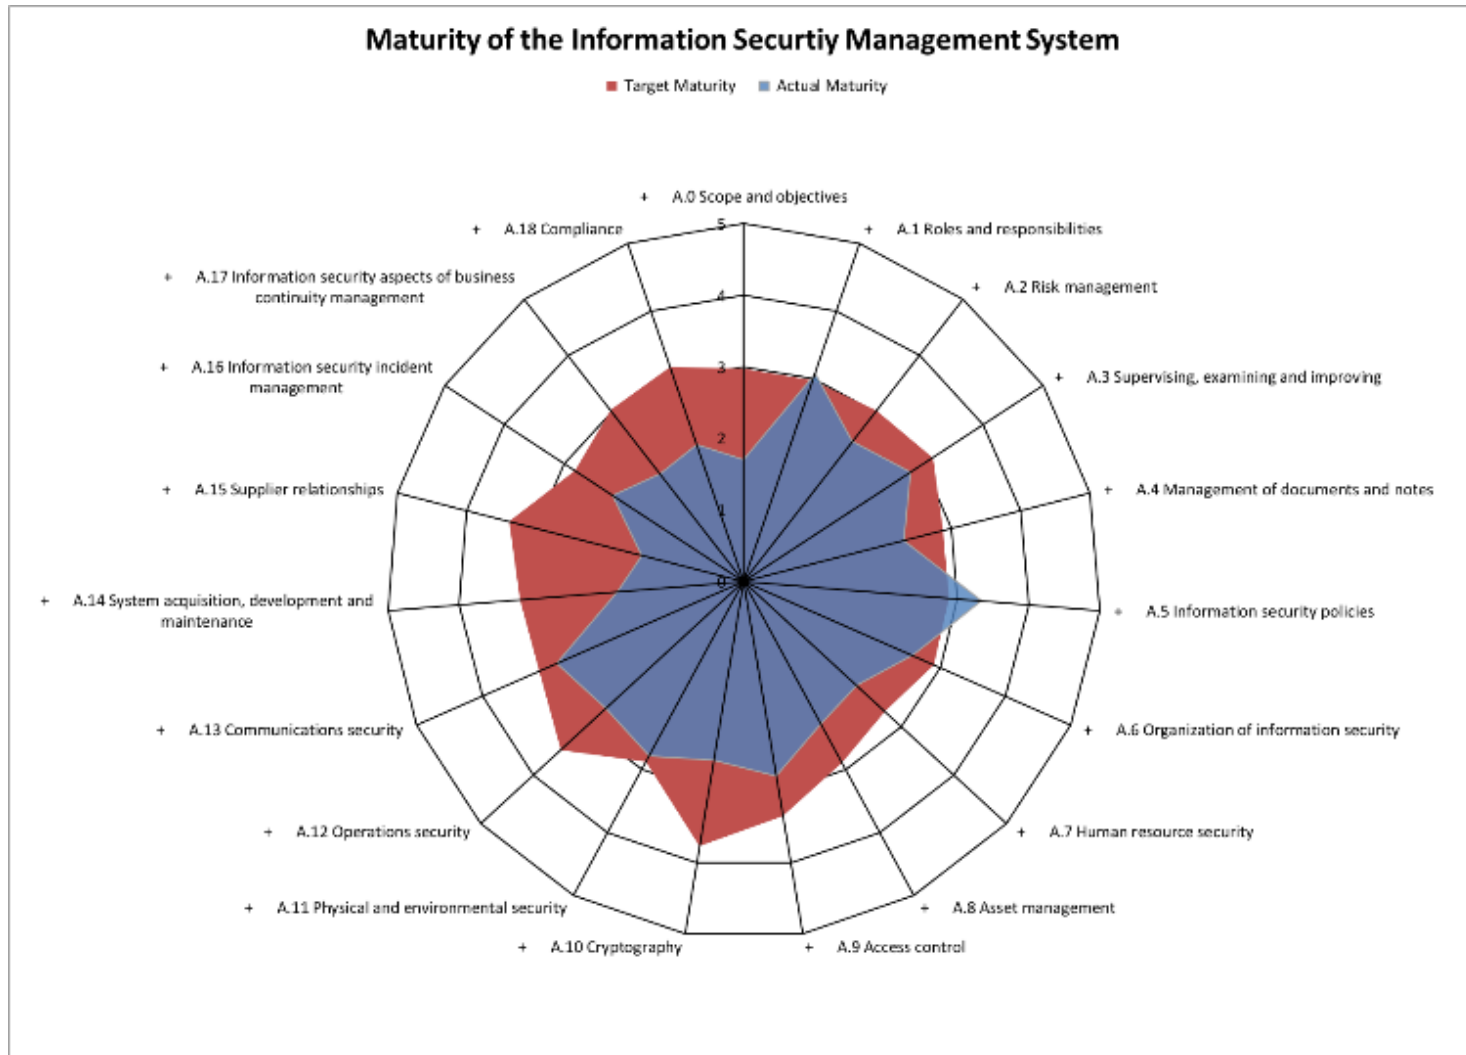 Maturity of the Information Securtiy Management System
Target Maturity Actual Maturity
+ A.0 Scope and objectives
+ A.1 Roles and responsibilities
+ A.2 Risk management
+ A.3 Supervising, examining and improving
+ A.4 Management of documents and notes
+ A.5 Information security policies
+ A.6 Organization of information security
+ A.7 Human resource security
+ A.8 Asset management
+ A.9 Access control
+ A.10 Cryptography
+ A.11 Physical and environmental security
+ A.12 Operations security
+ A.13 Communications security
+ A.14 System acquisition, development and
maintenance
+ A.15 Supplier relationships
+ A.16 Information security incident
management
+ A.17 Information security aspects of business
continuity management
+ A.18 Compliance
5
4
3
2
1
0